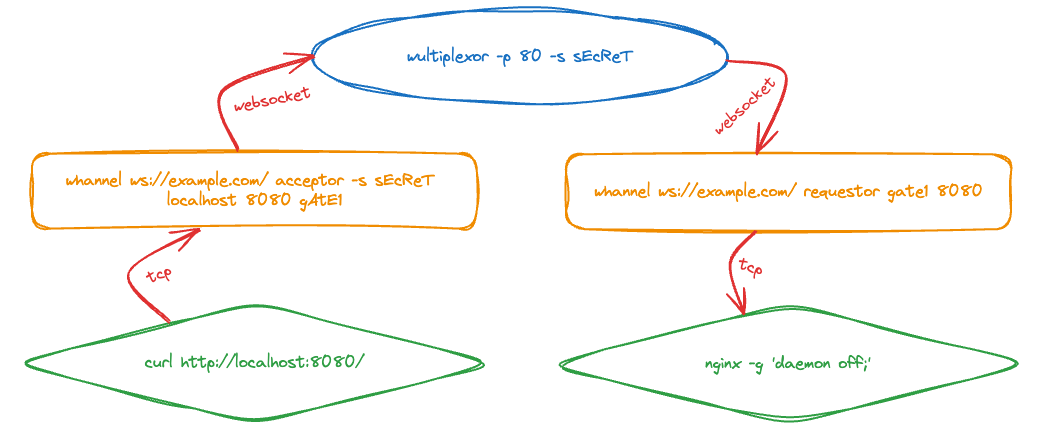 wultiplexor -p 80 -s sEcReT
websocket
websocket
whannel ws://example.com/ acceptor -s sEcReT
localhost 8080 gAtE1
whannel ws://example.com/ requestor gate1 8080
tcp
tcp
curl http://localhost:8080/
nginx -g 'daemon off;'